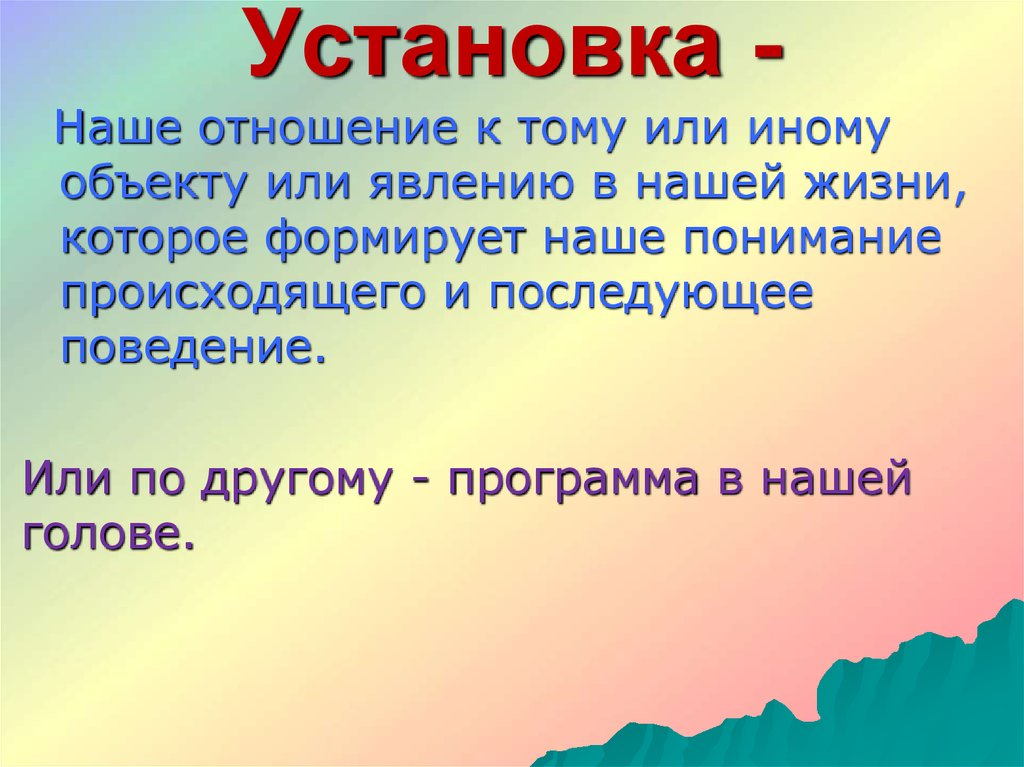 Установка -
Наше отношение к тому или иному
объекту или явлению в нашей жизни,
которое формирует наше понимание
происходящего и последующее
поведение.
Или по другому - программа в нашей
голове.